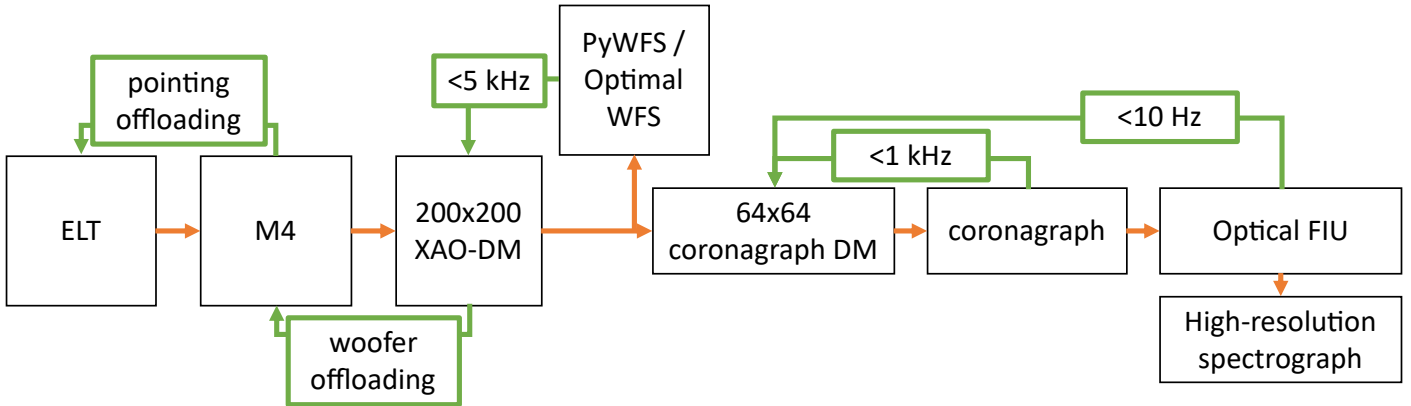 pointing
offloading
<5 kHz
PyWFS /
Optimal
WFS
<10 Hz
<1 kHz
ELT
M4
200x200
XAO-DM
64x64
coronagraph DM
coronagraph
Optical FIU
woofer
offloading
High-resolution
spectrograph